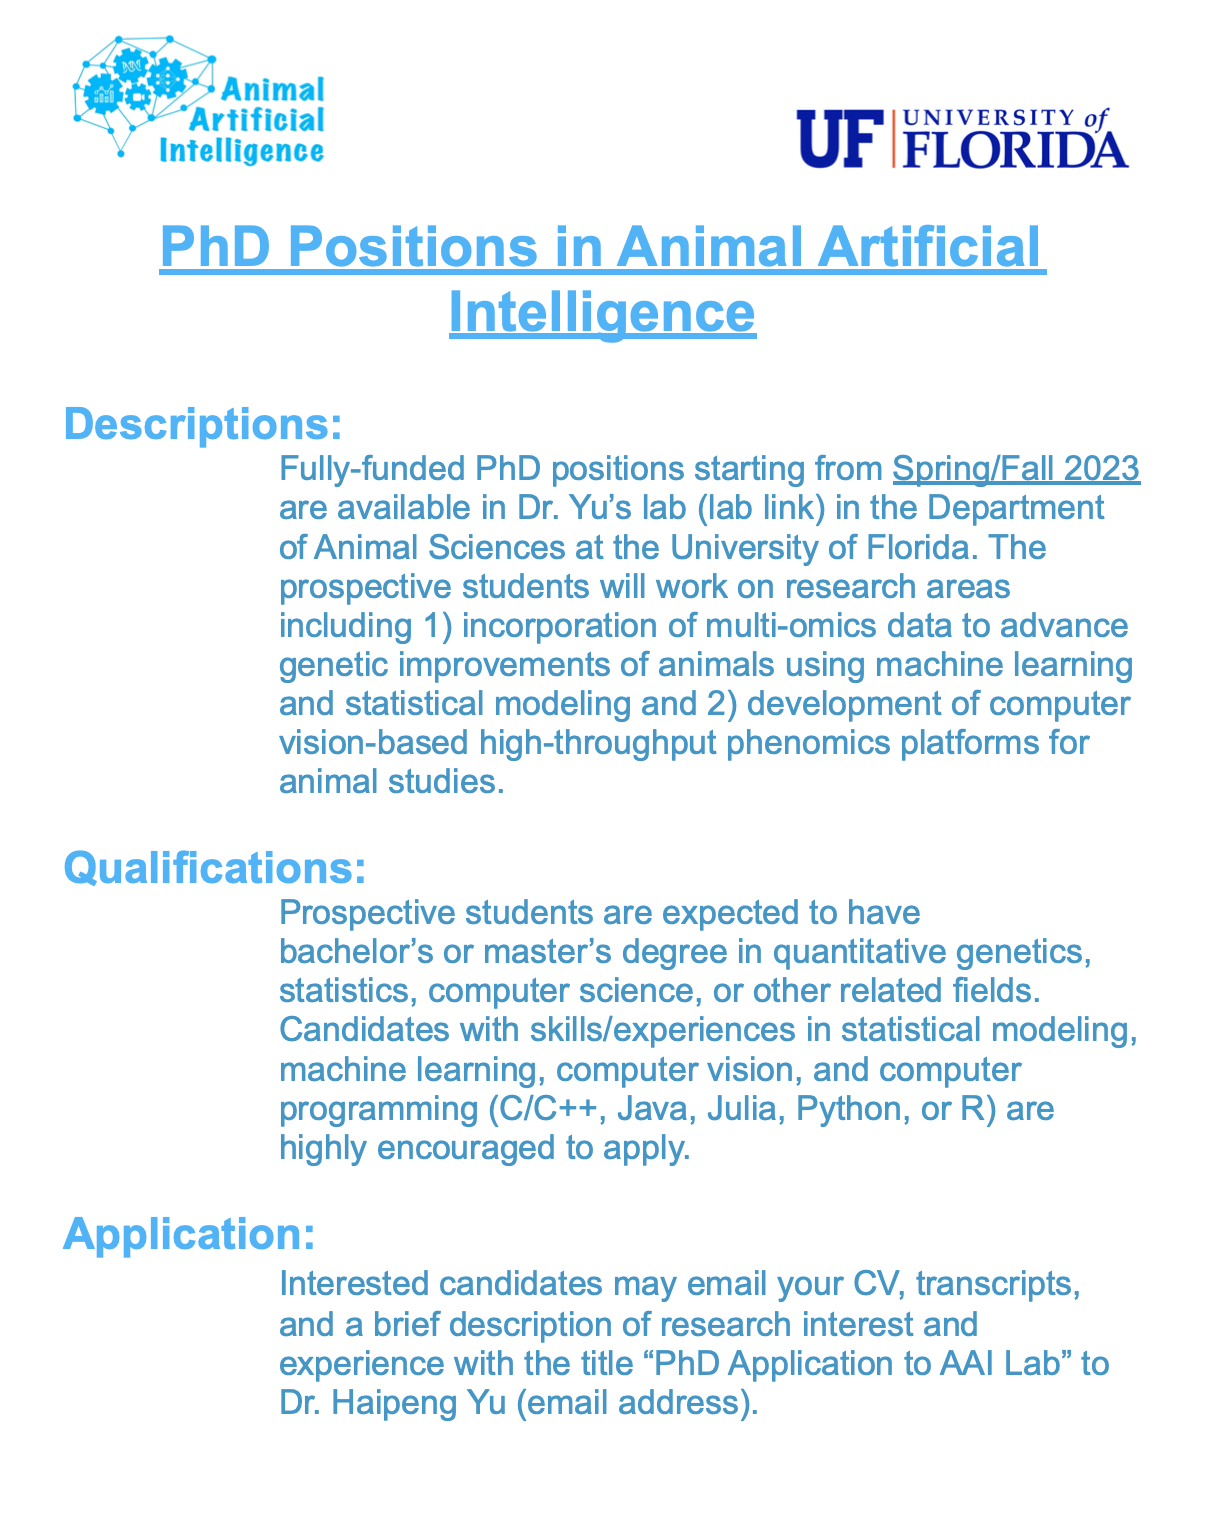 Animal
Artificial
Intelligence
UF UNIVERSITY of
FLORIDA
PhD Positions in Animal Artificial
Intelligence
Descriptions:
Fully-funded PhD positions starting from Spring/Fall 2023
are available in Dr. Yu’s lab (lab link) in the Department
of Animal Sciences at the University of Florida. The
prospective students will work on research areas
including 1) incorporation of multi-omics data to advance
genetic improvements of animals using machine learning
and statistical modeling and 2) development of computer
vision-based high-throughput phenomics platforms for
animal studies.
Qualifications:
Prospective students are expected to have
bachelor’s or master’s degree in quantitative genetics,
statistics, computer science, or other related fields.
Candidates with skills/experiences in statistical modeling,
machine learning, computer vision, and computer
programming (C/C++, Java, Julia, Python, or R) are
highly encouraged to apply.
Application:
Interested candidates may email your CV, transcripts,
and a brief description of research interest and
experience with the title “PhD Application to AAI Lab” to
Dr. Haipeng Yu (email address).